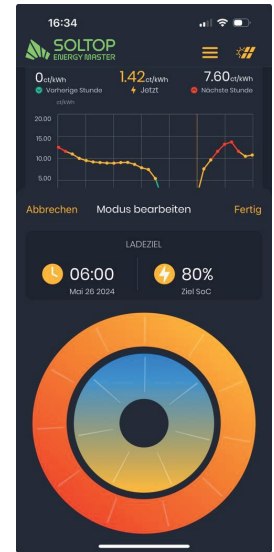 16:34
SOLTOP
ENERGY MASTER
0ct/kWh 1.42ct/kWh 7.60ct/kWh
Vorherige Stunde Jetzt Nächste Stunde
ct/kWh
20.00
15.00
10.00
5.00
Abbrechen Modus bearbeiten Fertig
LADEZIEL
06:00 80%
Mai 26 2024 Ziel SoC